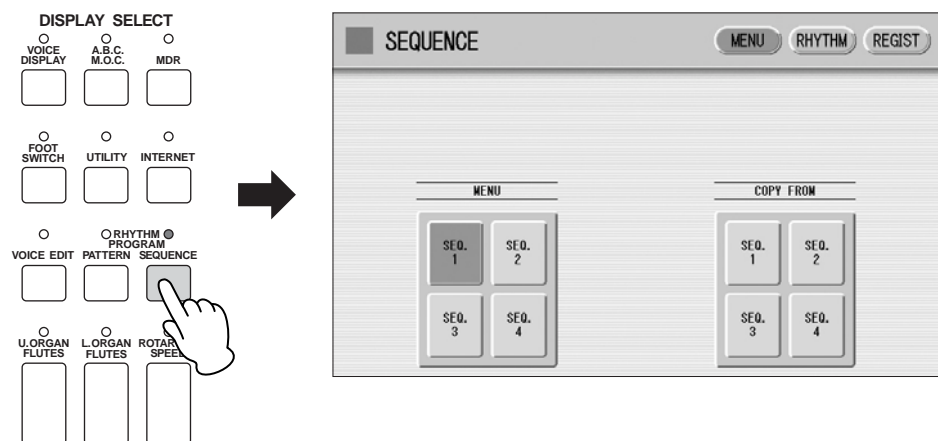 DISPLAY SELECT
VOICE DISPLAY
A.B.C. M.O.C.
MDR
FOOT SWITCH
UTILITY
INTERNET
RHYTHM PROGRAM
VOICE EDIT
PATTERN
SEQUENCE
U.ORGAN FLUTES
L.ORGAN FLUTES
SEQUENCE
MENU
RHYTHM
REGIST
MENU
SEQ. 1
SEQ. 2
SEQ. 3
SEQ. 4
COPY FROM
SEQ. 1
SEQ. 2
SEQ. 3
SEQ. 4